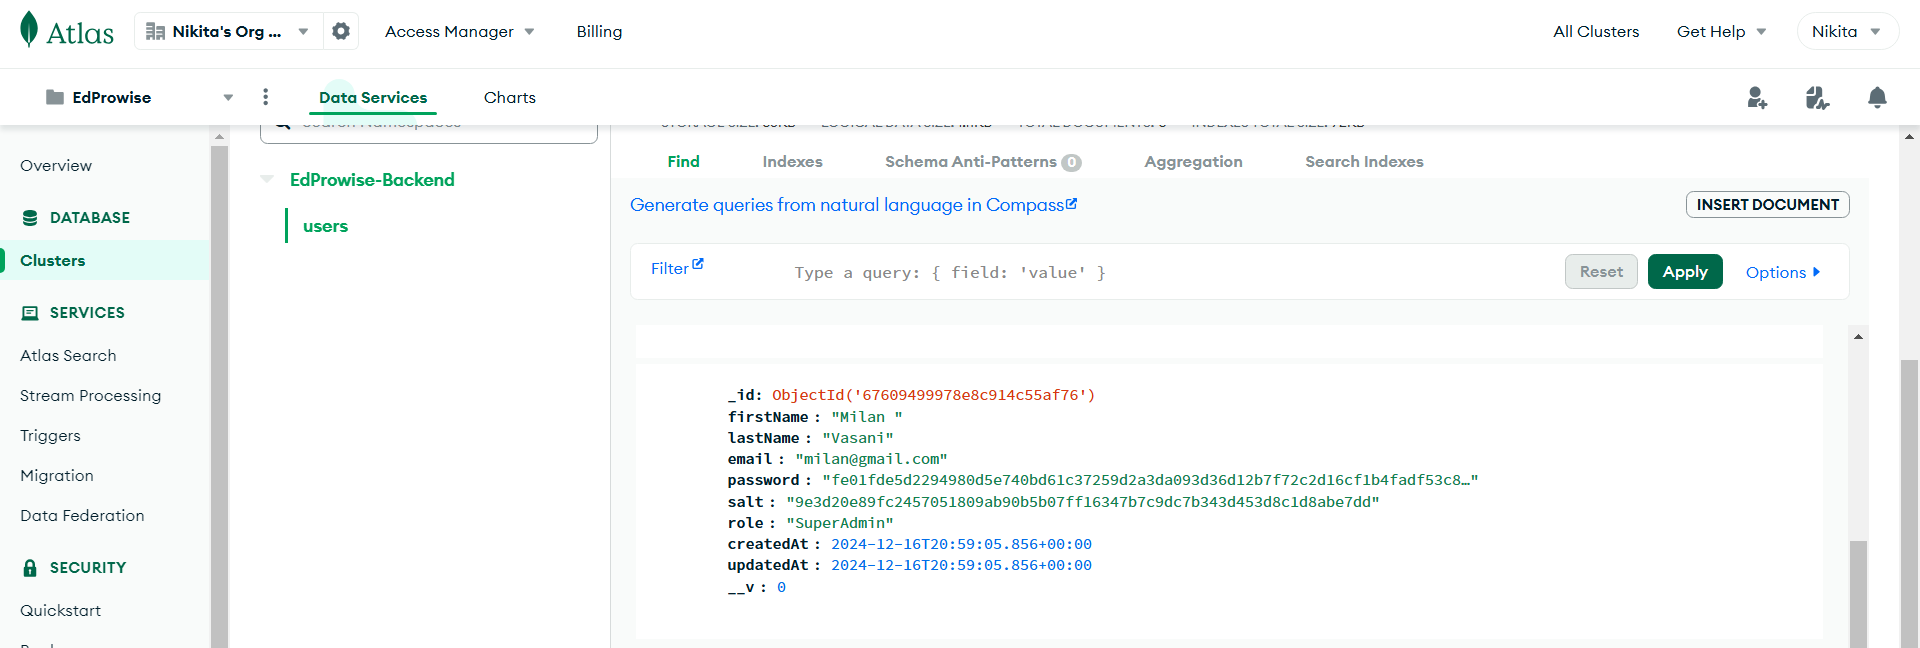 Atlas
Nikita's Org ...
Access Manager
Billing
All Clusters
Get Help
Nikita
EdProwise
Data Services
Charts
Overview
DATABASE
Clusters
SERVICES
Atlas Search
Stream Processing
Triggers
Migration
Data Federation
SECURITY
Quickstart
EdProwise-Backend
users
Find
Indexes
Schema Anti-Patterns 0
Aggregation
Search Indexes
Generate queries from natural language in Compass
INSERT DOCUMENT
Filter
Type a query: { field: 'value' }
Reset
Apply
Options
_id: ObjectId('67609499978e8c914c55af76')
firstName : "Milan "
lastName : "Vasani"
email : "milan@gmail.com"
password : "fe01fde5d2294980d5e740bd61c37259d2a3da093d36d12b7f72c2d16cf1b4fadf53c8…"
salt : "9e3d20e89fc2457051809ab90b5b07ff16347b7c9dc7b343d453d8c1d8abe7dd"
role : "SuperAdmin"
createdAt : 2024-12-16T20:59:05.856+00:00
updatedAt : 2024-12-16T20:59:05.856+00:00
__v : 0